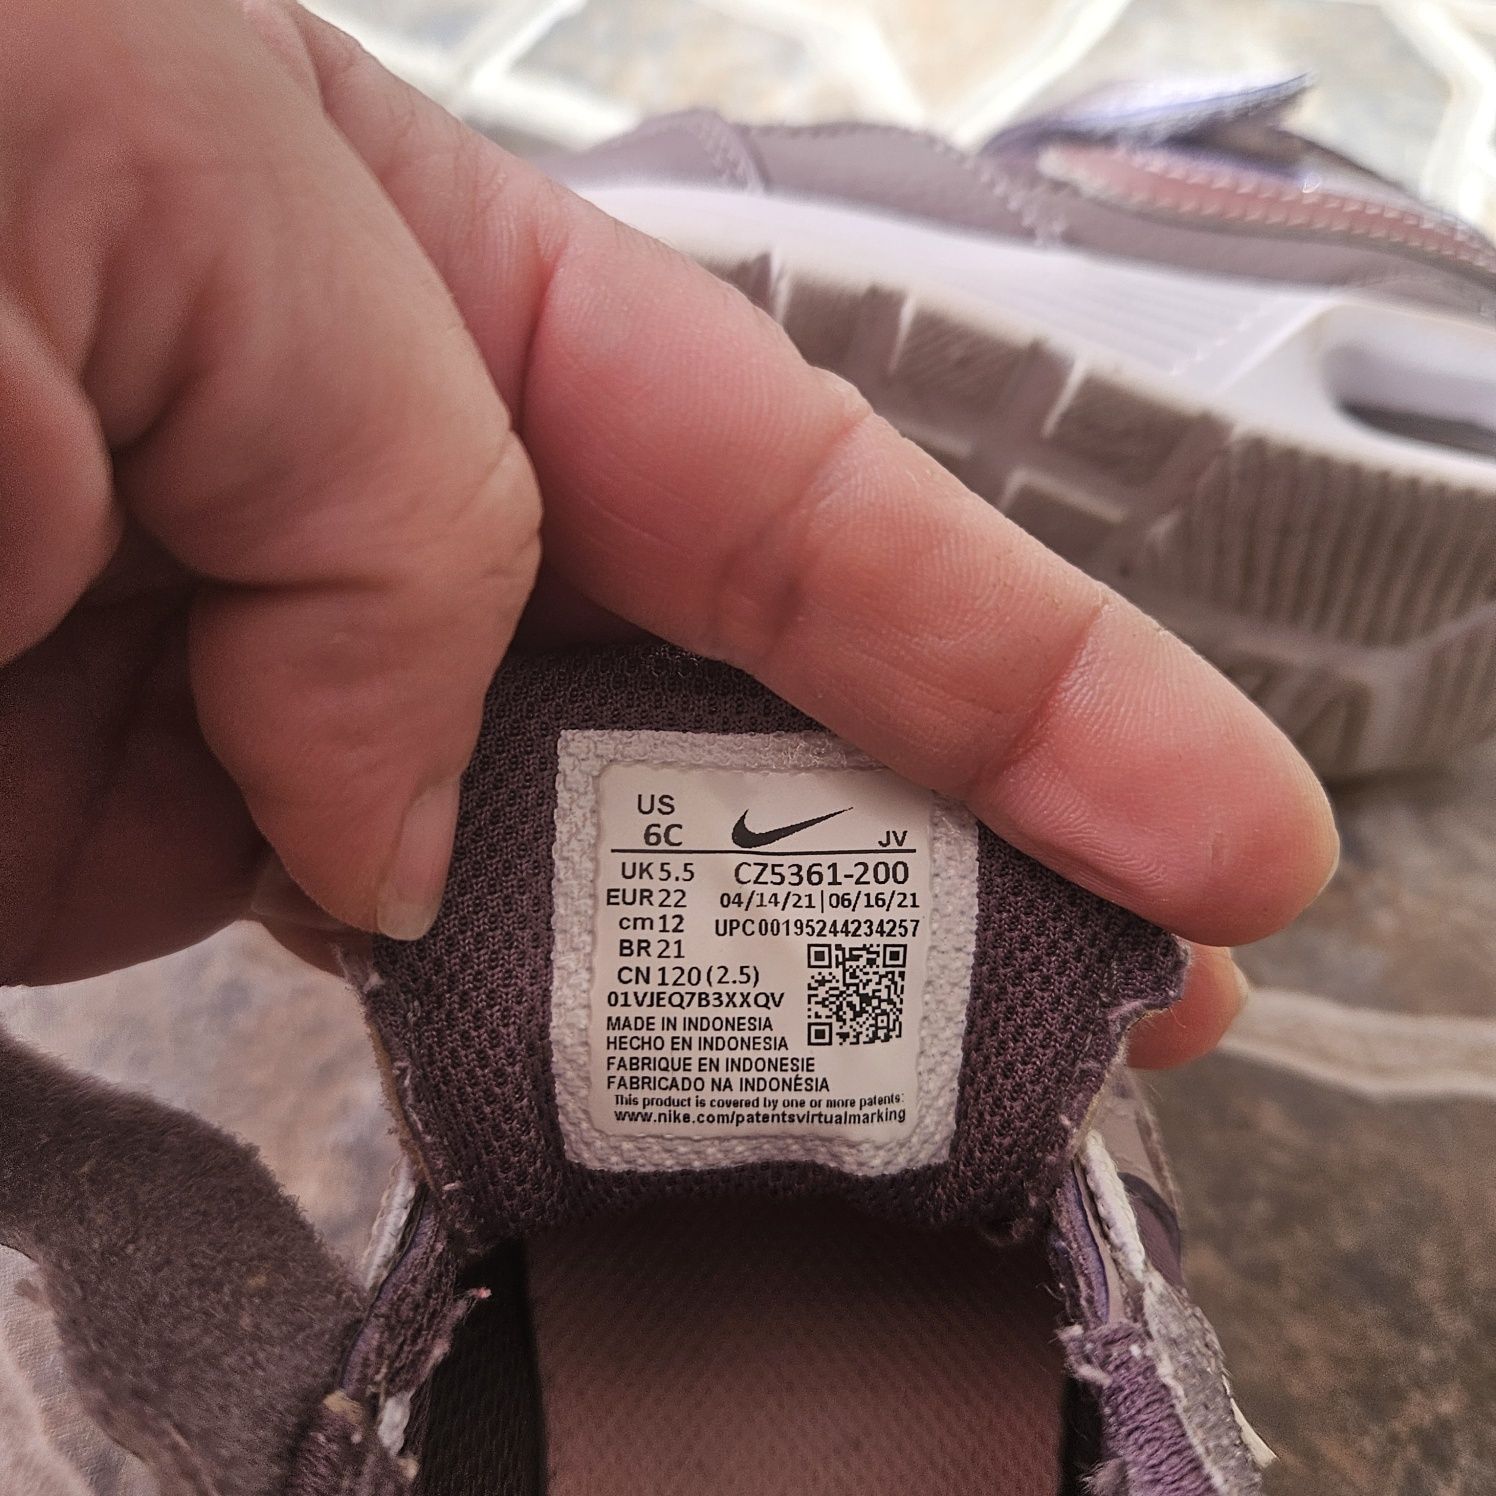 US
6C
JV
UK 5.5 CZ5361-200
EUR 22 04/14/21|06/16/21
cm 12 UPC 00195244234257
BR 21
CN 120 (2.5)
01VJEQ7B3XXQV
MADE IN INDONESIA
HECHO EN INDONESIA
FABRIQUE EN INDONESIE
FABRICADO NA INDONÉSIA
This product is covered by one or more patents:
www.nike.com/patentsvirtualmarking